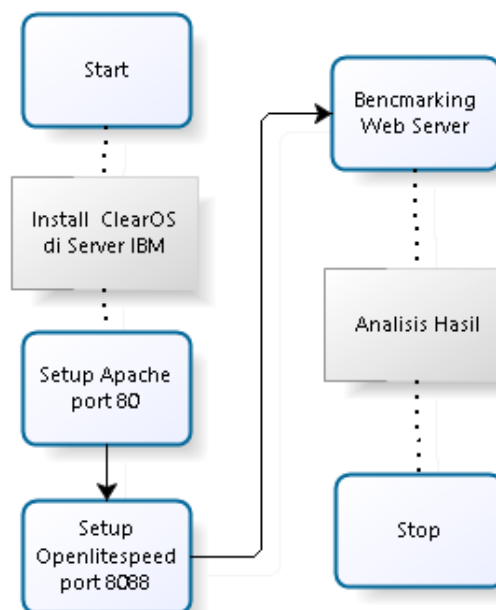 Start
Install ClearOS
di Server IBM
Setup Apache
port 80
Setup
Openlitespeed
port 8088
Bencmarking
Web Server
Analisis Hasil
Stop